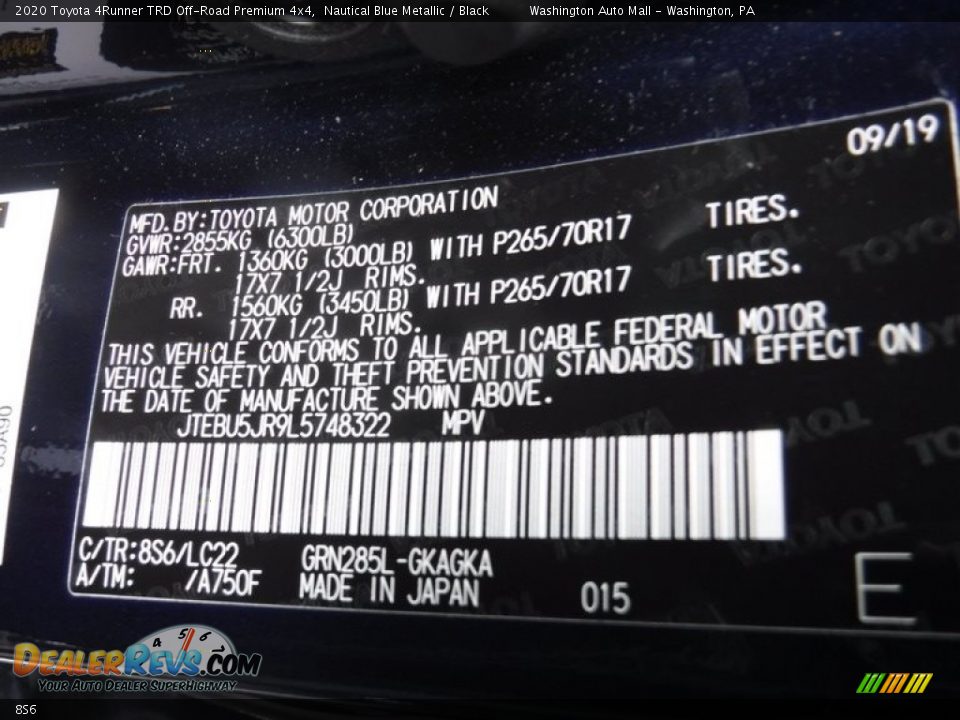 2020 Toyota 4Runner TRD Off-Road Premium 4x4, Nautical Blue Metallic / Black Washington Auto Mall - Washington, PA
09/19
MFD.BY:TOYOTA MOTOR CORPORATION
GVWR:2855KG (6300LB)
GAWR:FRT. 1360KG (3000LB) WITH P265/70R17 TIRES.
17X7 1/2J RIMS.
RR. 1560KG (3450LB) WITH P265/70R17 TIRES.
17X7 1/2J RIMS.
THIS VEHICLE CONFORMS TO ALL APPLICABLE FEDERAL MOTOR
VEHICLE SAFETY AND THEFT PREVENTION STANDARDS IN EFFECT ON
THE DATE OF MANUFACTURE SHOWN ABOVE.
JTEBU5JR9L5748322 MPV
C/TR:8S6/LC22 GRN285L-GKAGKA
A/TM: /A750F MADE IN JAPAN 015
E
4 5 6
DEALERREVS.COM
YOUR AUTO DEALER SUPERHIGHWAY
8S6